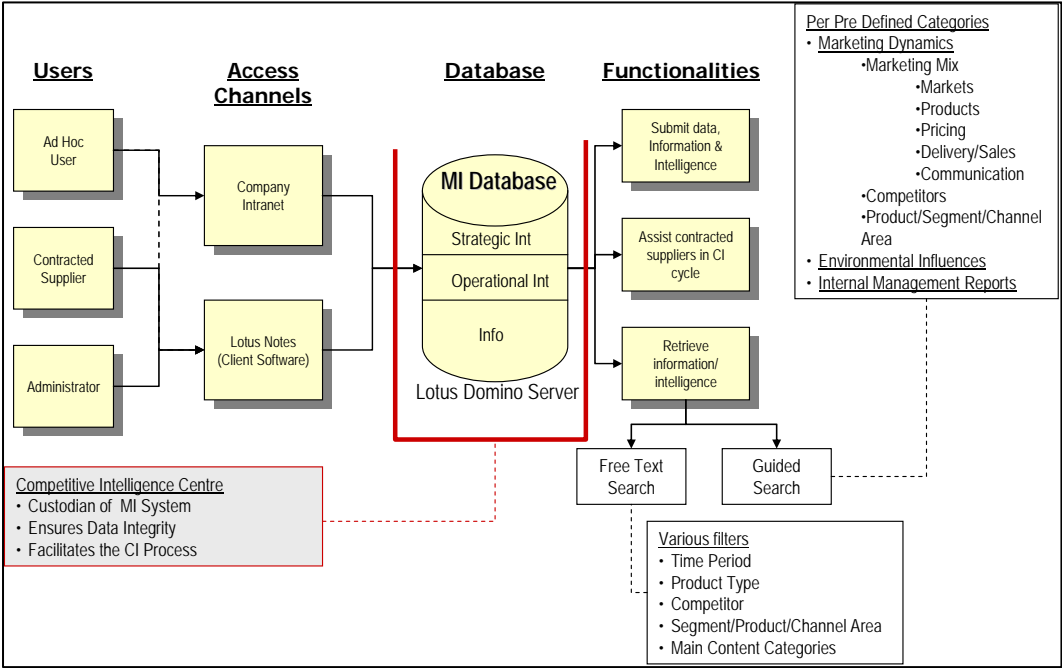 Users
Access
Channels
Database
Functionalities
Ad Hoc
User
Contracted
Supplier
Administrator
Company
Intranet
Lotus Notes
(Client Software)
MI Database
Strategic Int
Operational Int
Info
Lotus Domino Server
Submit data,
Information &
Intelligence
Assist contracted
suppliers in CI
cycle
Retrieve
information/
intelligence
Free Text
Search
Guided
Search
Per Pre Defined Categories
• Marketing Dynamics
•Marketing Mix
•Markets
•Products
•Pricing
•Delivery/Sales
•Communication
•Competitors
•Product/Segment/Channel
Area
• Environmental Influences
• Internal Management Reports
Competitive Intelligence Centre
• Custodian of MI System
• Ensures Data Integrity
• Facilitates the CI Process
Various filters
• Time Period
• Product Type
• Competitor
• Segment/Product/Channel Area
• Main Content Categories